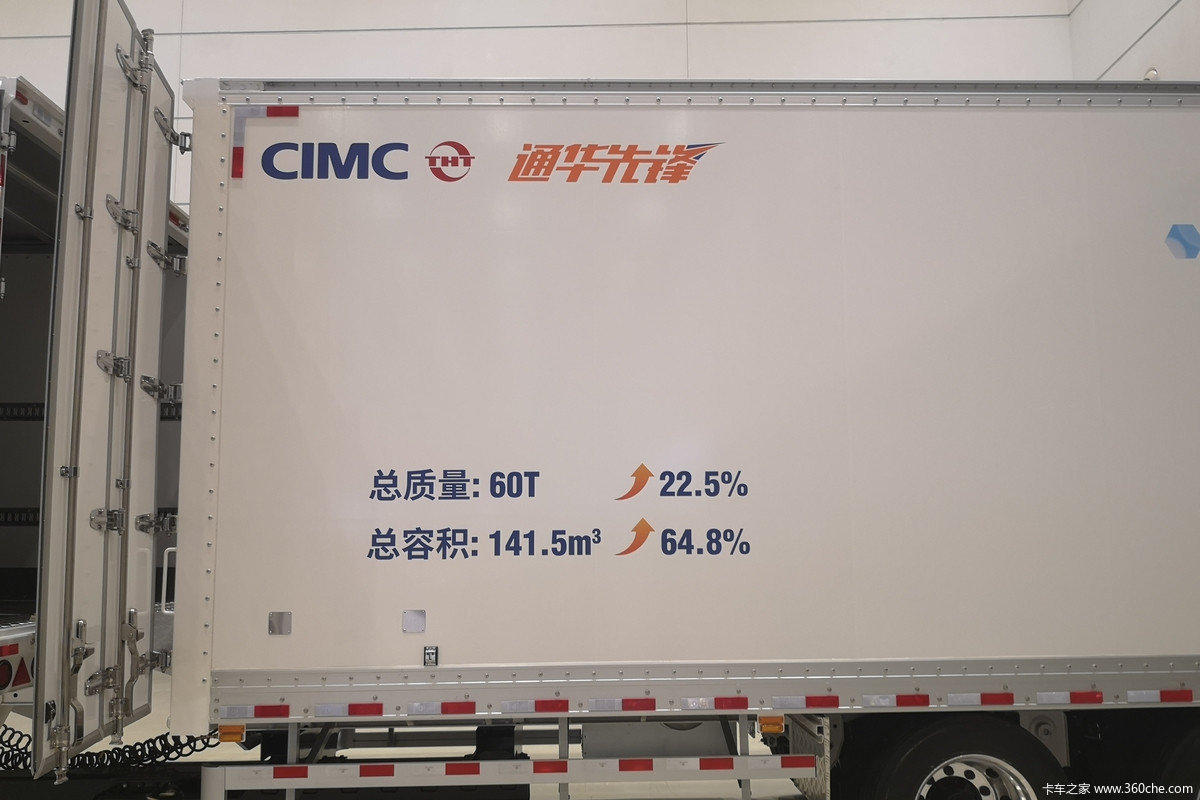 CIMC THT 通华先锋
总质量: 60T 22.5%
总容积: 141.5m³ 64.8%
卡车之家 www.360che.com